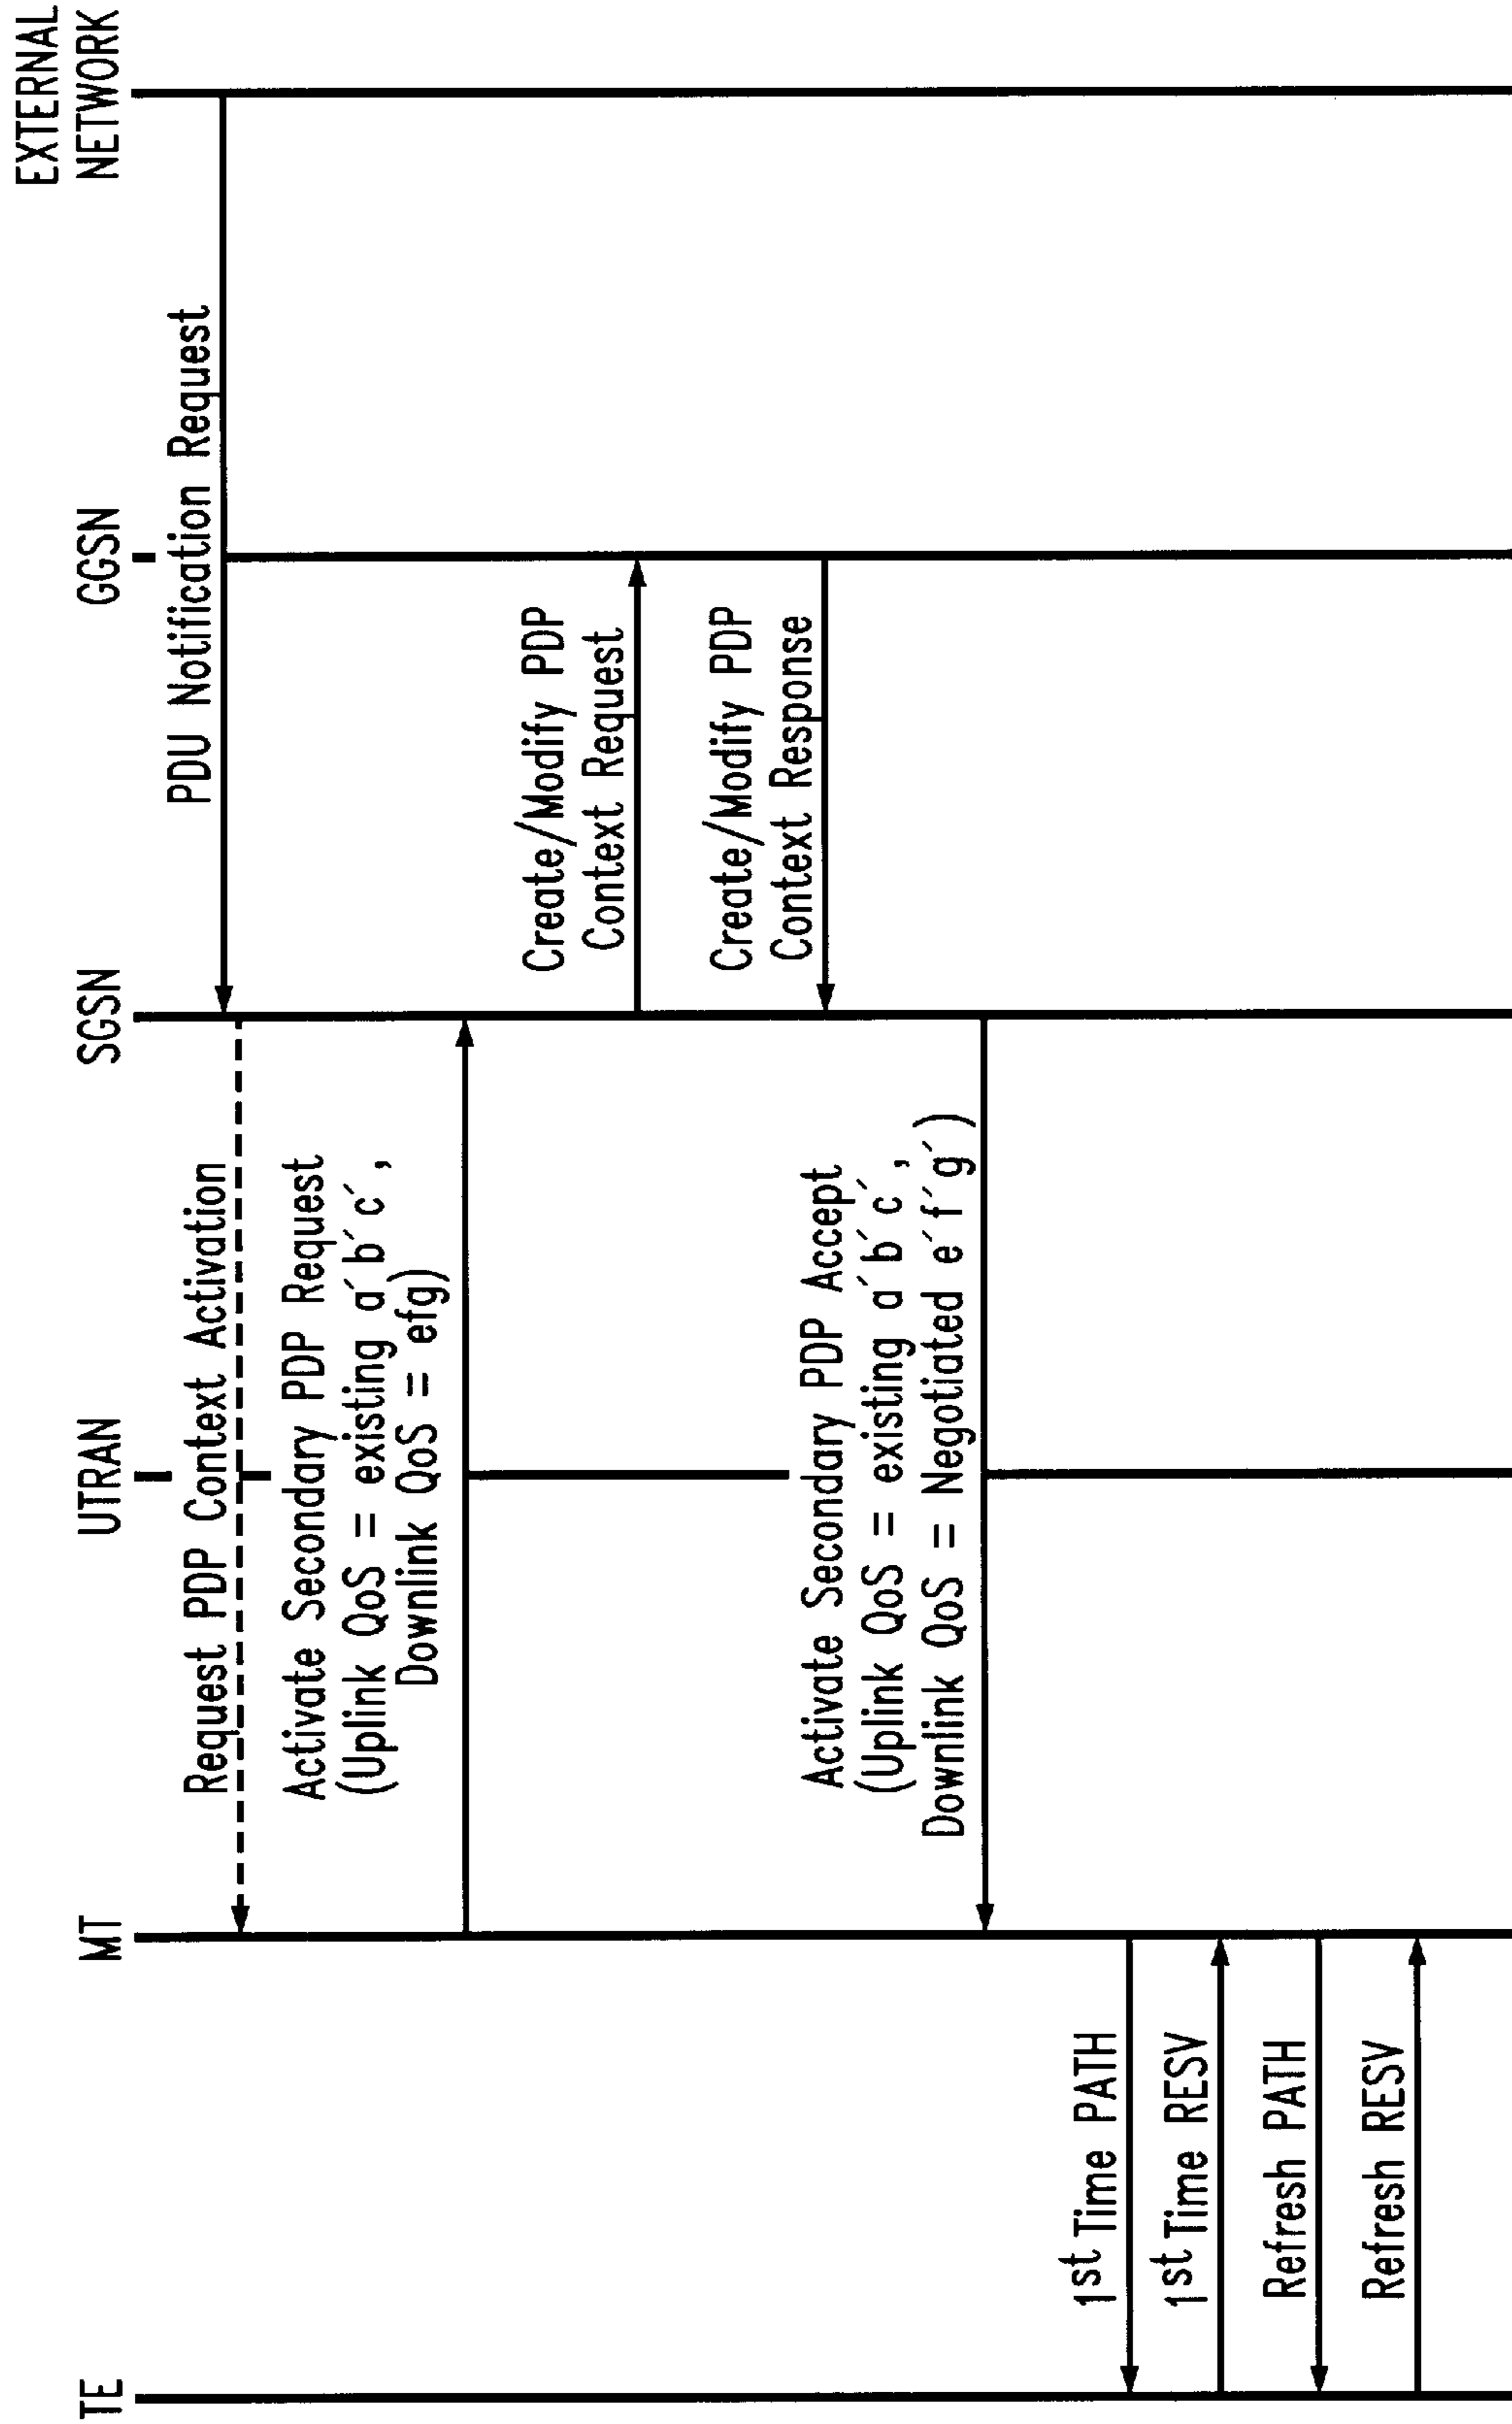 TE
MT
UTRAN
SGSN
GGSN
EXTERNAL
NETWORK
PDU Notification Request
Request PDP Context Activation
Activate Secondary PDP Request
(Uplink QoS = existing a´b´c´,
Downlink QoS = efg)
Create/Modify PDP
Context Request
Create/Modify PDP
Context Response
Activate Secondary PDP Accept
(Uplink QoS = existing a´b´c´,
Downlink QoS = Negotiated e´f´g´)
1st Time PATH
1st Time RESV
Refresh PATH
Refresh RESV